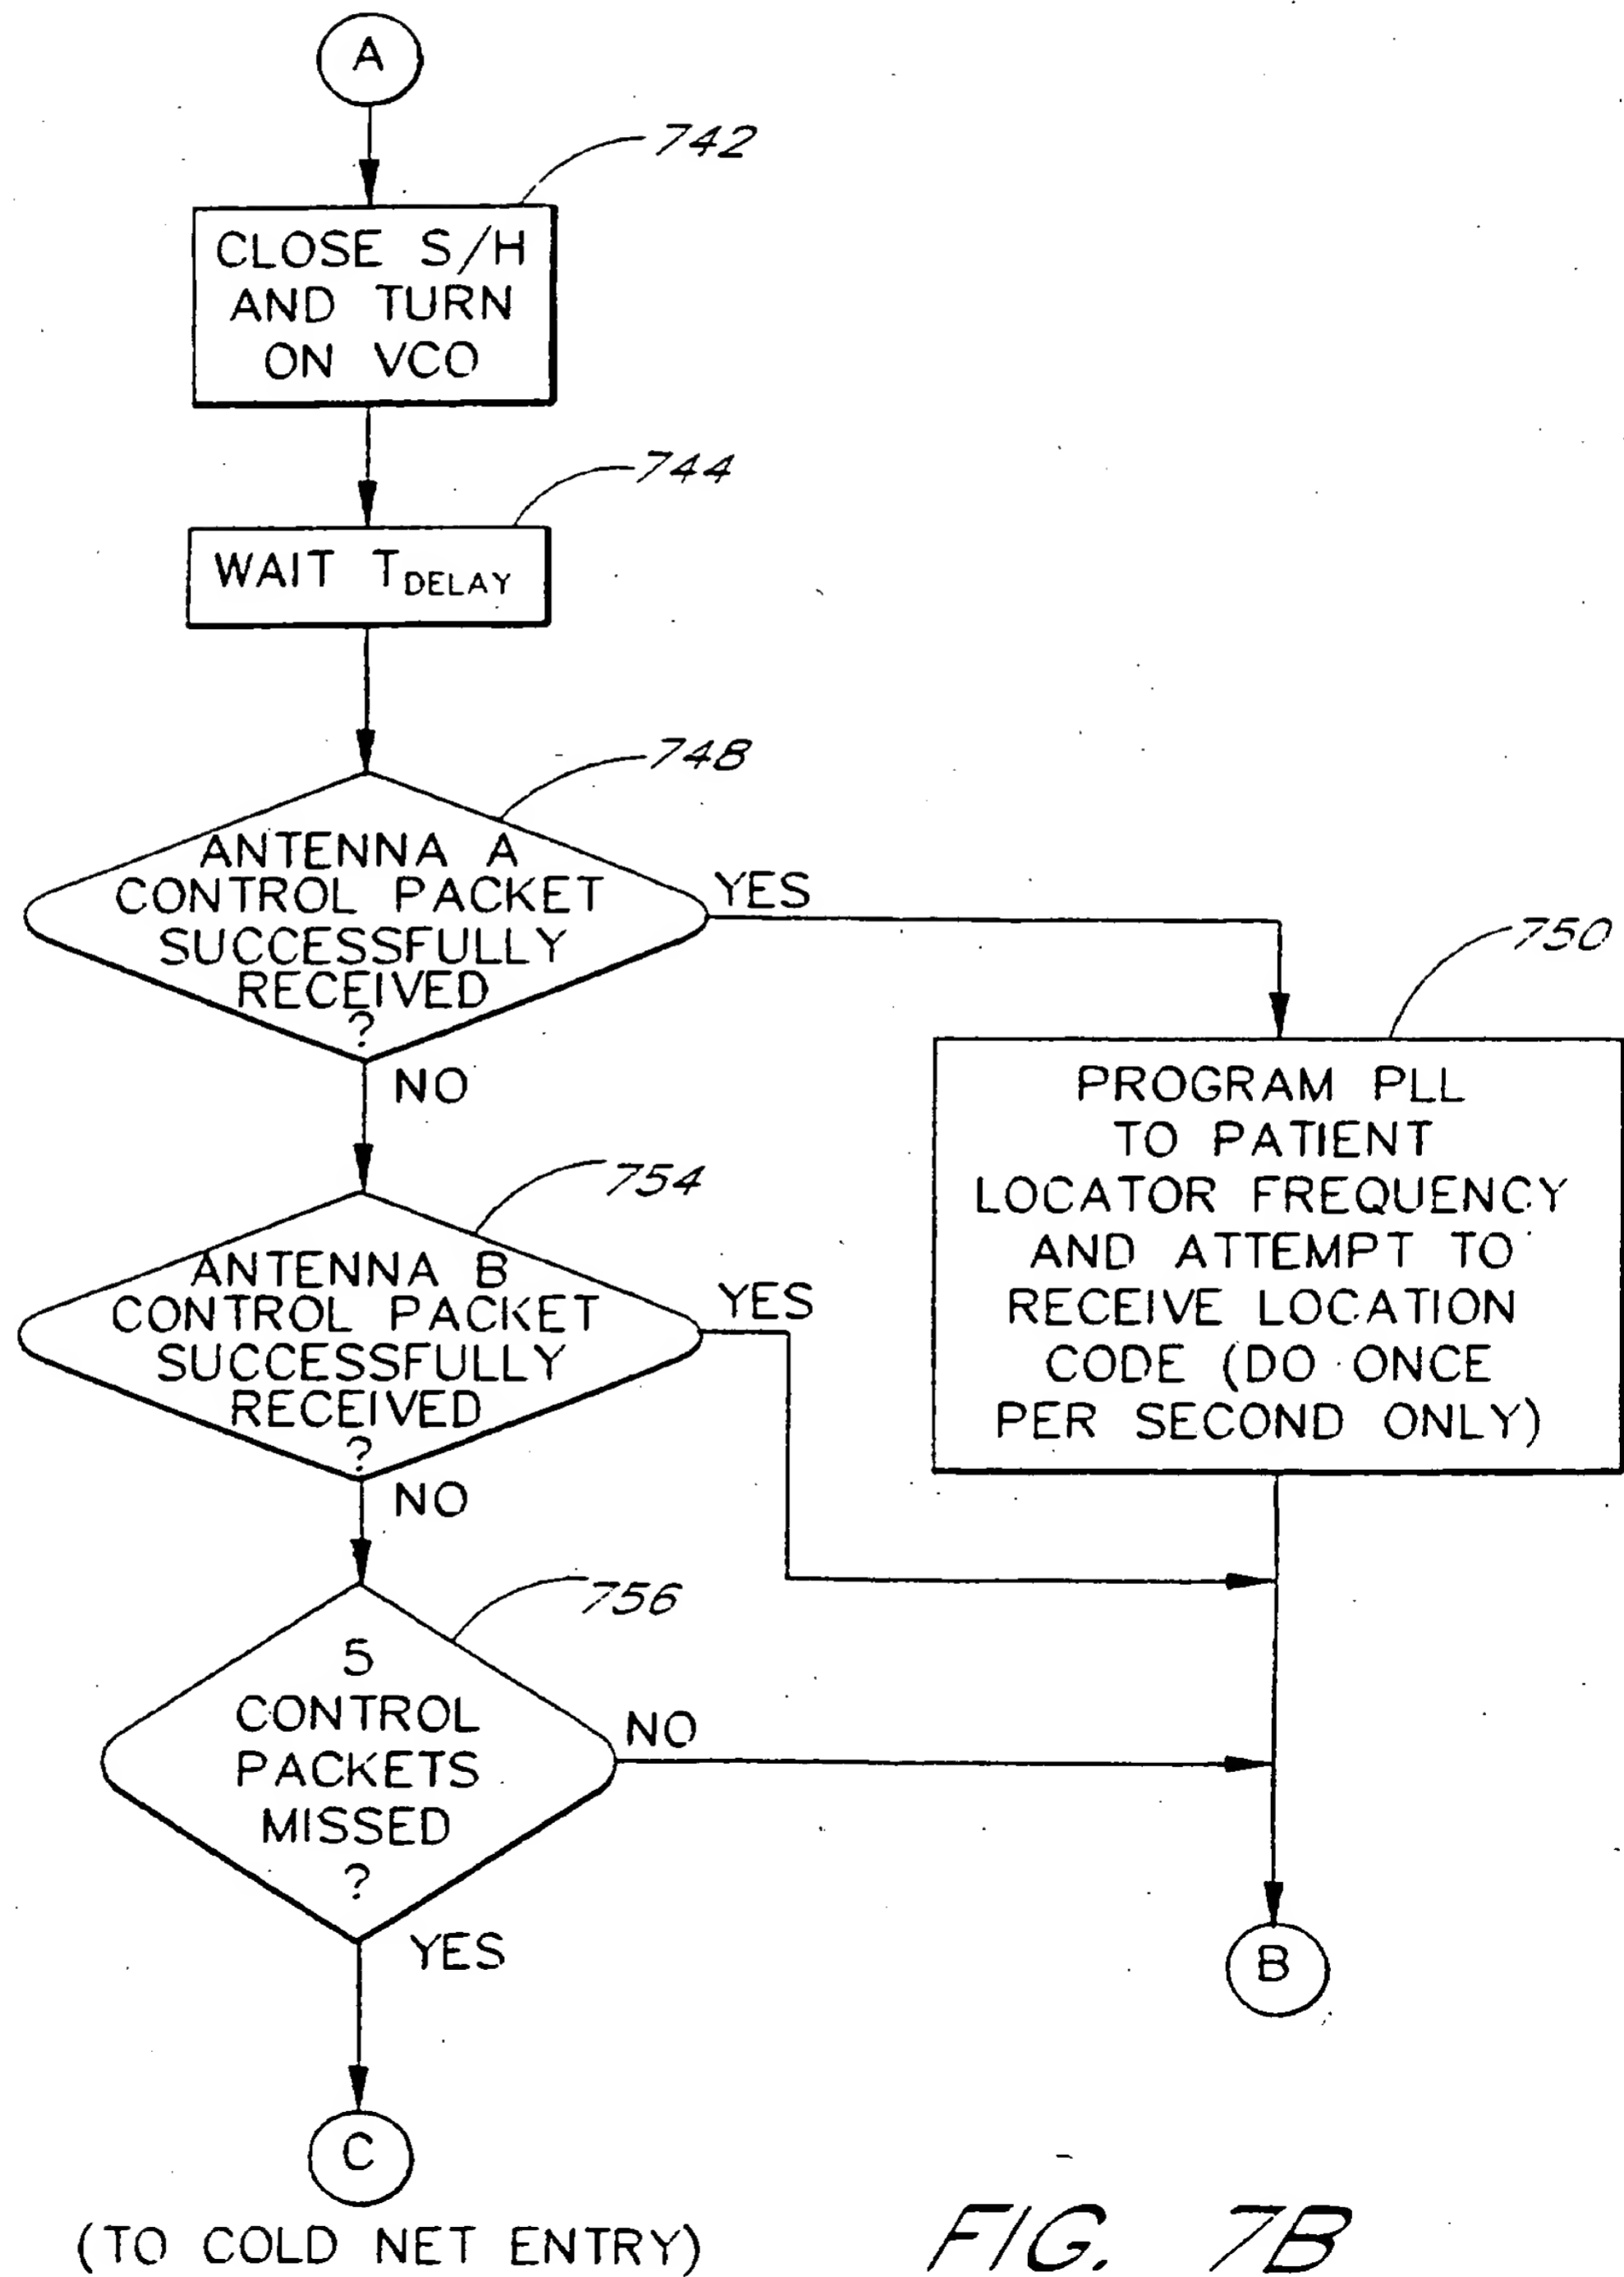 A
742
CLOSE S/H
AND TURN
ON VCO
744
WAIT TDELAY
748
ANTENNA A
CONTROL PACKET
SUCCESSFULLY
RECEIVED
?
YES
NO
750
PROGRAM PLL
TO PATIENT
LOCATOR FREQUENCY
AND ATTEMPT TO
RECEIVE LOCATION
CODE (DO ONCE
PER SECOND ONLY)
754
ANTENNA B
CONTROL PACKET
SUCCESSFULLY
RECEIVED
?
YES
NO
756
5
CONTROL
PACKETS
MISSED
?
NO
YES
B
C
(TO COLD NET ENTRY)
FIG. 7B